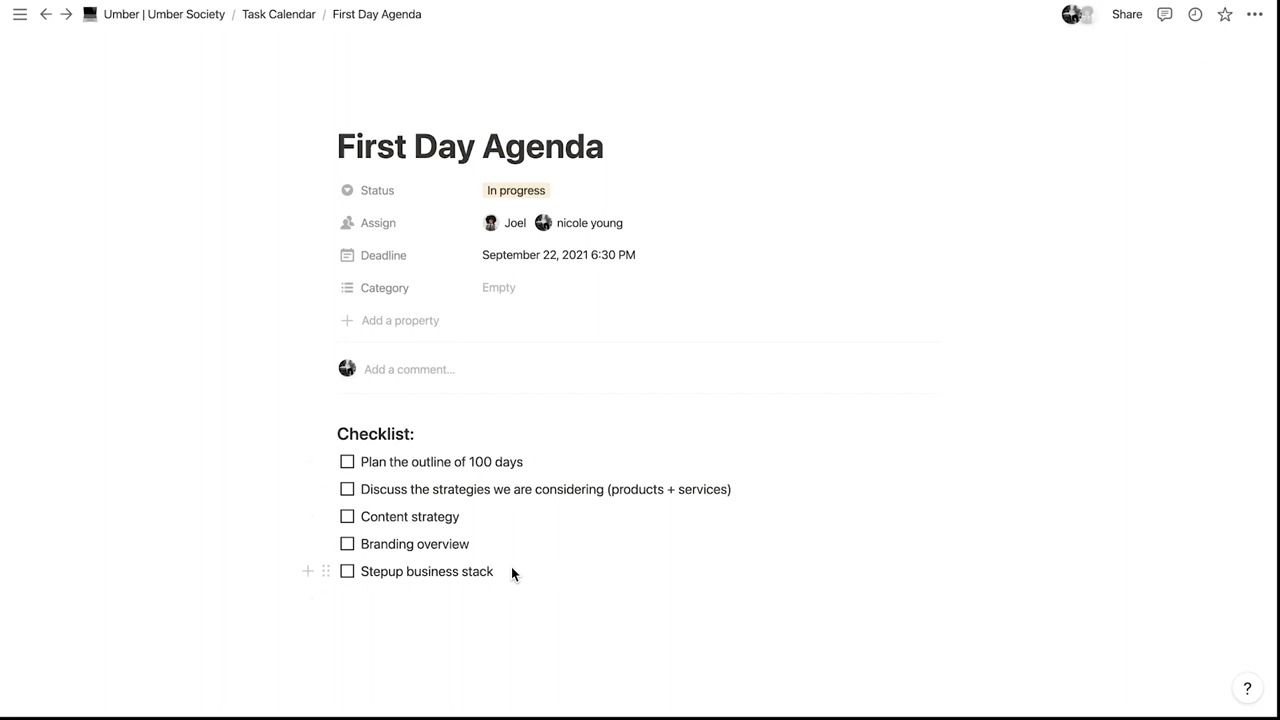 Umber | Umber Society / Task Calendar / First Day Agenda
Share
First Day Agenda
Status In progress
Assign Joel nicole young
Deadline September 22, 2021 6:30 PM
Category Empty
Add a property
Add a comment...
Checklist:
Plan the outline of 100 days
Discuss the strategies we are considering (products + services)
Content strategy
Branding overview
Stepup business stack
?